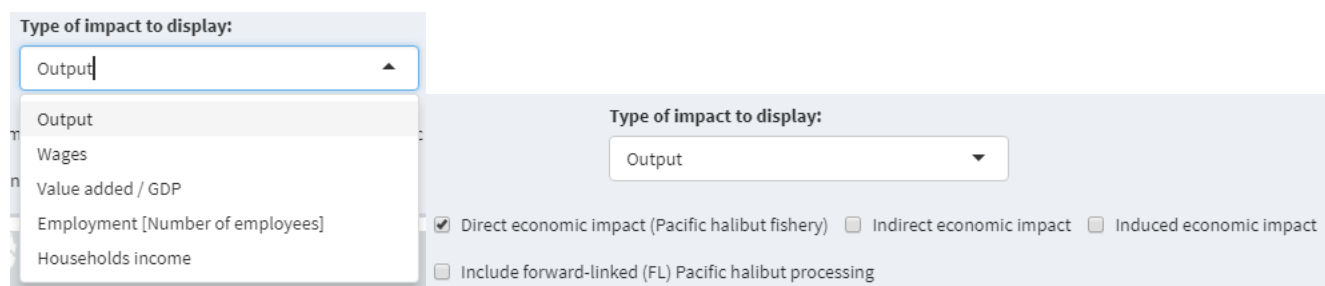 Type of impact to display:
Output
Output
Wages
Value added / GDP
Employment [Number of employees]
Households income
Type of impact to display:
Output
Direct economic impact (Pacific halibut fishery) Indirect economic impact Induced economic impact
Include forward-linked (FL) Pacific halibut processing